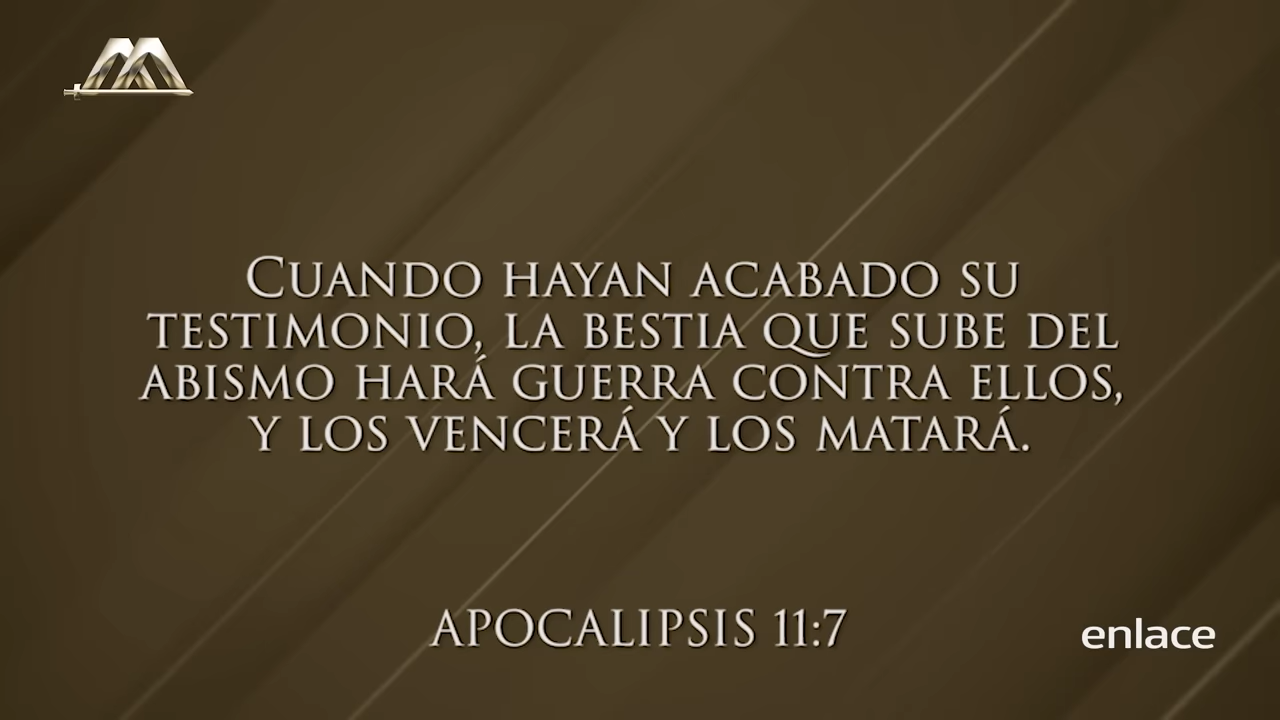 CUANDO HAYAN ACABADO SU
TESTIMONIO, LA BESTIA QUE SUBE DEL
ABISMO HARÁ GUERRA CONTRA ELLOS,
Y LOS VENCERÁ Y LOS MATARÁ.
APOCALIPSIS 11:7
enlace